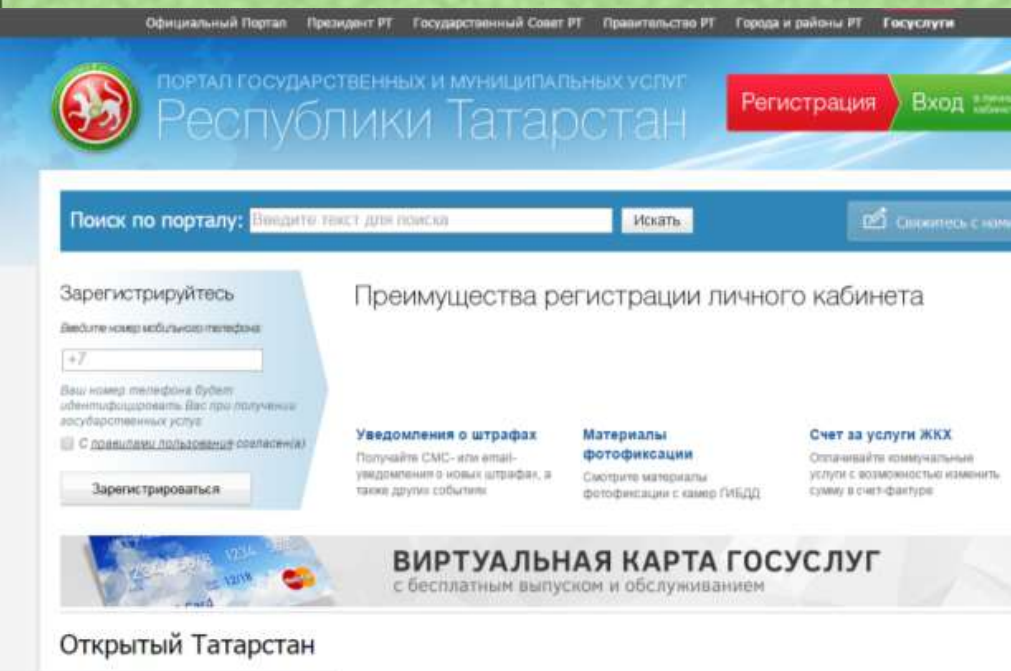 Официальный Портал Президент РТ Государственный Совет РТ Правительство РТ Города и районы РТ Госуслуги
ПОРТАЛ ГОСУДАРСТВЕННЫХ И МУНИЦИПАЛЬНЫХ УСЛУГ
Республики Татарстан
Регистрация Вход
Поиск по порталу: Введите текст для поиска Искать Свяжитесь с нами
Зарегистрируйтесь
Введите номер мобильного телефона:
+7
Ваш номер телефона будет
идентифицировать Вас при получении
государственных услуг
С правилами пользования согласен(а)
Зарегистрироваться
Преимущества регистрации личного кабинета
Уведомления о штрафах
Получайте СМС- или email-
уведомления о новых штрафах, а
также других событиях
Материалы
фотофиксации
Смотрите материалы
фотофиксации с камер ГИБДД
Счет за услуги ЖКХ
Оплачивайте коммунальные
услуги с возможностью изменить
сумму в счет-фактуре
1234
12/18
ВИРТУАЛЬНАЯ КАРТА ГОСУСЛУГ
с бесплатным выпуском и обслуживанием
Открытый Татарстан